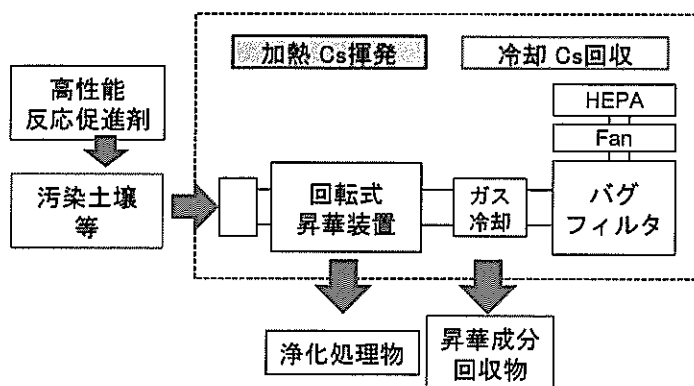 加熱 Cs揮発
冷却 Cs回収
高性能
反応促進剤
HEPA
Fan
汚染土壌
等
回転式
昇華装置
ガス
冷却
バグ
フィルタ
浄化処理物
昇華成分
回収物